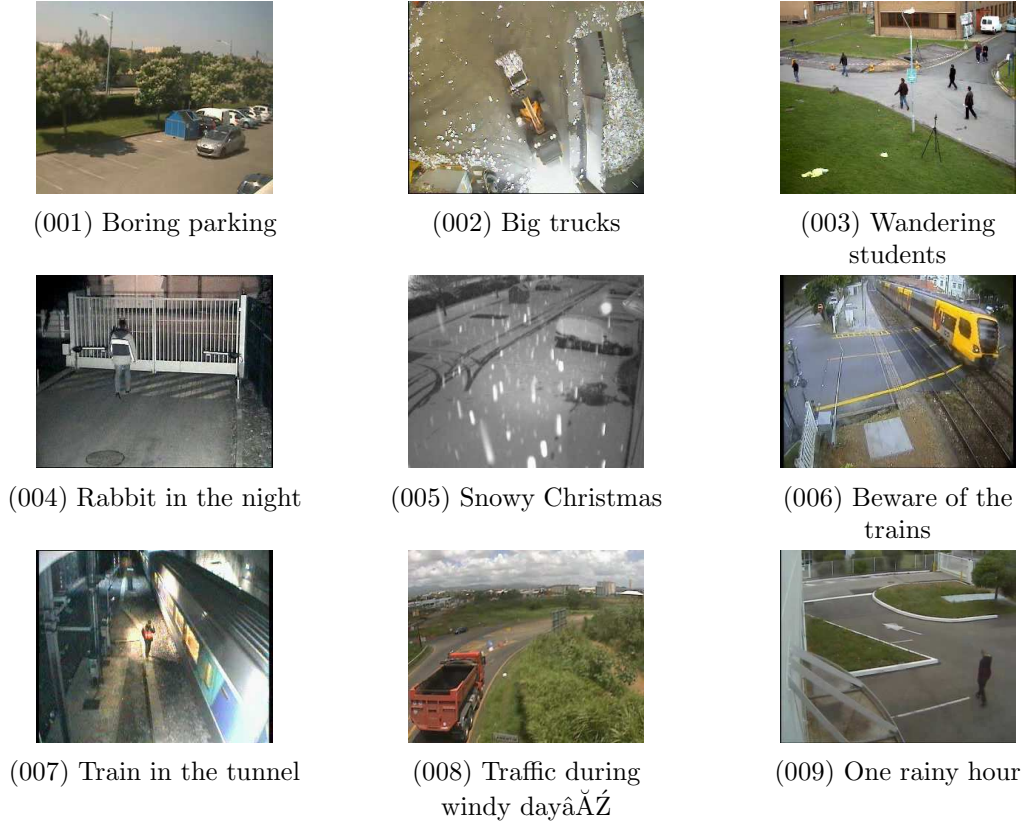 (001) Boring parking
(002) Big trucks
(003) Wandering
students
(004) Rabbit in the night
(005) Snowy Christmas
(006) Beware of the
trains
(007) Train in the tunnel
(008) Traffic during
windy dayâĂŹ
(009) One rainy hour